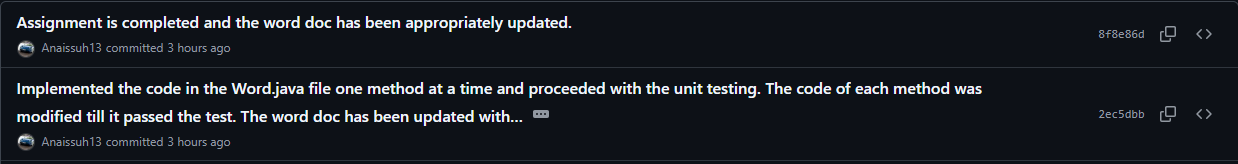 Assignment is completed and the word doc has been appropriately updated.
Anaissuh13 committed 3 hours ago
8f8e86d
Implemented the code in the Word.java file one method at a time and proceeded with the unit testing. The code of each method was
modified till it passed the test. The word doc has been updated with...
Anaissuh13 committed 3 hours ago
2ec5dbb